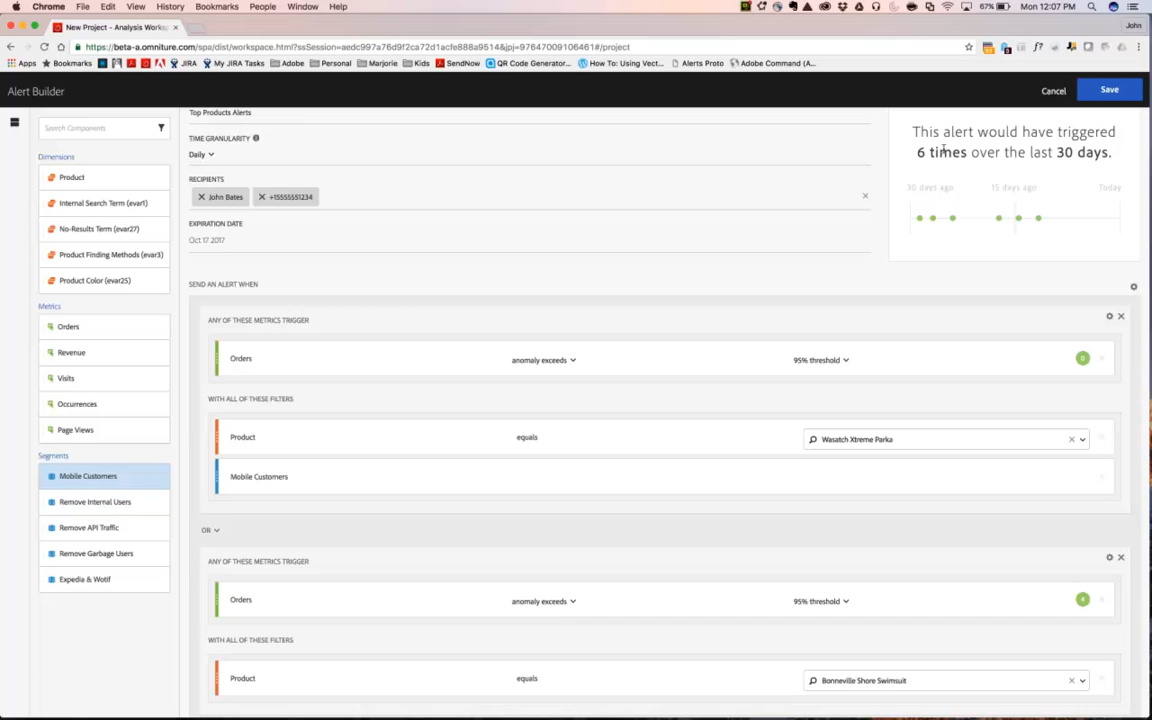 Chrome File Edit View History Bookmarks People Window Help
67% Mon 12:07 PM
New Project - Analysis Works
John
https://beta-a.omniture.com/spa/dist/workspace.html?ssSession=aedc997a76d9f2ca72d1acfe888a9514&jpj=97647009106461#/project
Apps Bookmarks JIRA My JIRA Tasks Adobe Personal Marjorie Kids SendNow QR Code Generator... How To: Using Vect... Alerts Proto Adobe Command (A...
Alert Builder
Cancel
Save
Search Components
Dimensions
Product
Internal Search Term (evar1)
No-Results Term (evar27)
Product Finding Methods (evar3)
Product Color (evar25)
Metrics
Orders
Revenue
Visits
Occurrences
Page Views
Segments
Mobile Customers
Remove Internal Users
Remove API Traffic
Remove Garbage Users
Expedia & Wotif
Top Products Alerts
TIME GRANULARITY
Daily
RECIPIENTS
John Bates
+15555551234
EXPIRATION DATE
Oct 17 2017
This alert would have triggered
6 times over the last 30 days.
30 days ago 15 days ago Today
SEND AN ALERT WHEN
ANY OF THESE METRICS TRIGGER
Orders anomaly exceeds 95% threshold 0
WITH ALL OF THESE FILTERS
Product equals Wasatch Xtreme Parka
Mobile Customers
OR
ANY OF THESE METRICS TRIGGER
Orders anomaly exceeds 95% threshold 4
WITH ALL OF THESE FILTERS
Product equals Bonneville Shore Swimsuit